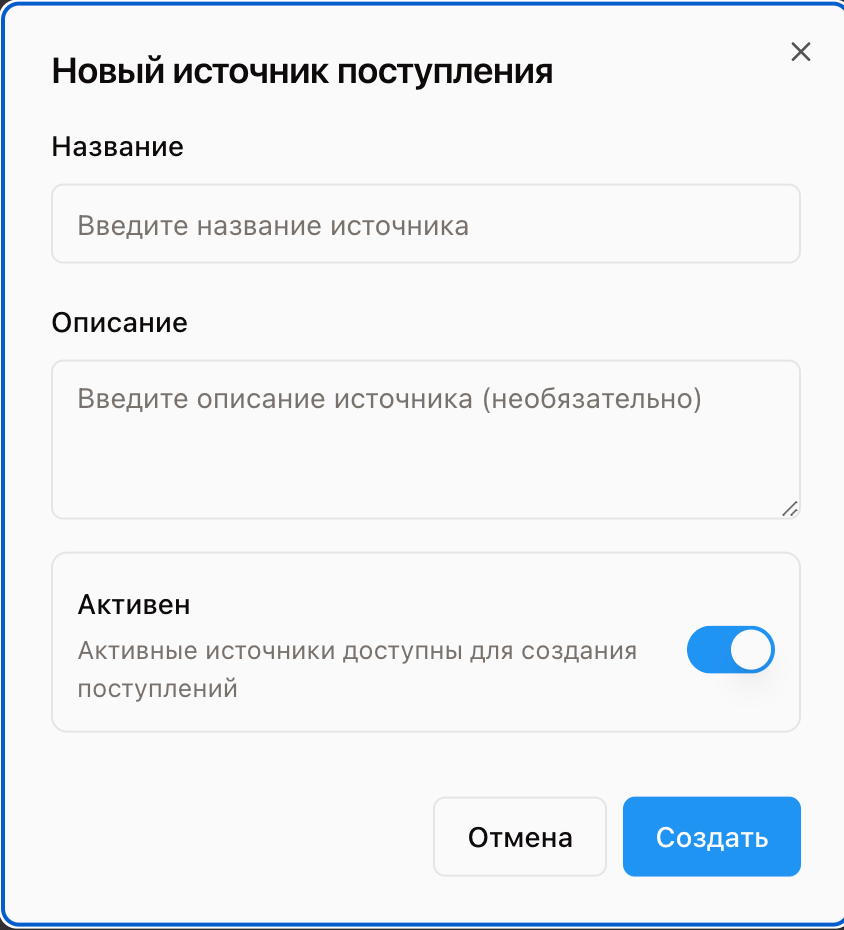 Новый источник поступления
Название
Введите название источника
Описание
Введите описание источника (необязательно)
Активен
Активные источники доступны для создания
поступлений
Отмена
Создать